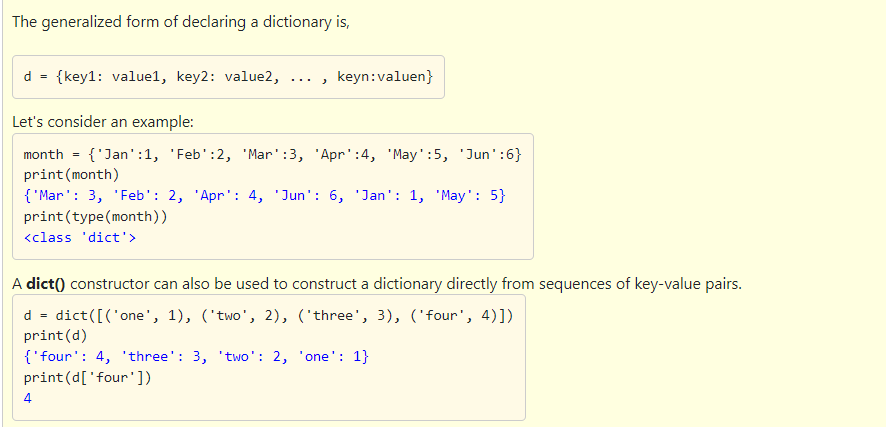 The generalized form of declaring a dictionary is,
d = {key1: value1, key2: value2, ... , keyn:valuen}
Let's consider an example:
month = {'Jan':1, 'Feb':2, 'Mar':3, 'Apr':4, 'May':5, 'Jun':6}
print(month)
{'Mar': 3, 'Feb': 2, 'Apr': 4, 'Jun': 6, 'Jan': 1, 'May': 5}
print(type(month))
<class 'dict'>
A dict() constructor can also be used to construct a dictionary directly from sequences of key-value pairs.
d = dict([('one', 1), ('two', 2), ('three', 3), ('four', 4)])
print(d)
{'four': 4, 'three': 3, 'two': 2, 'one': 1}
print(d['four'])
4